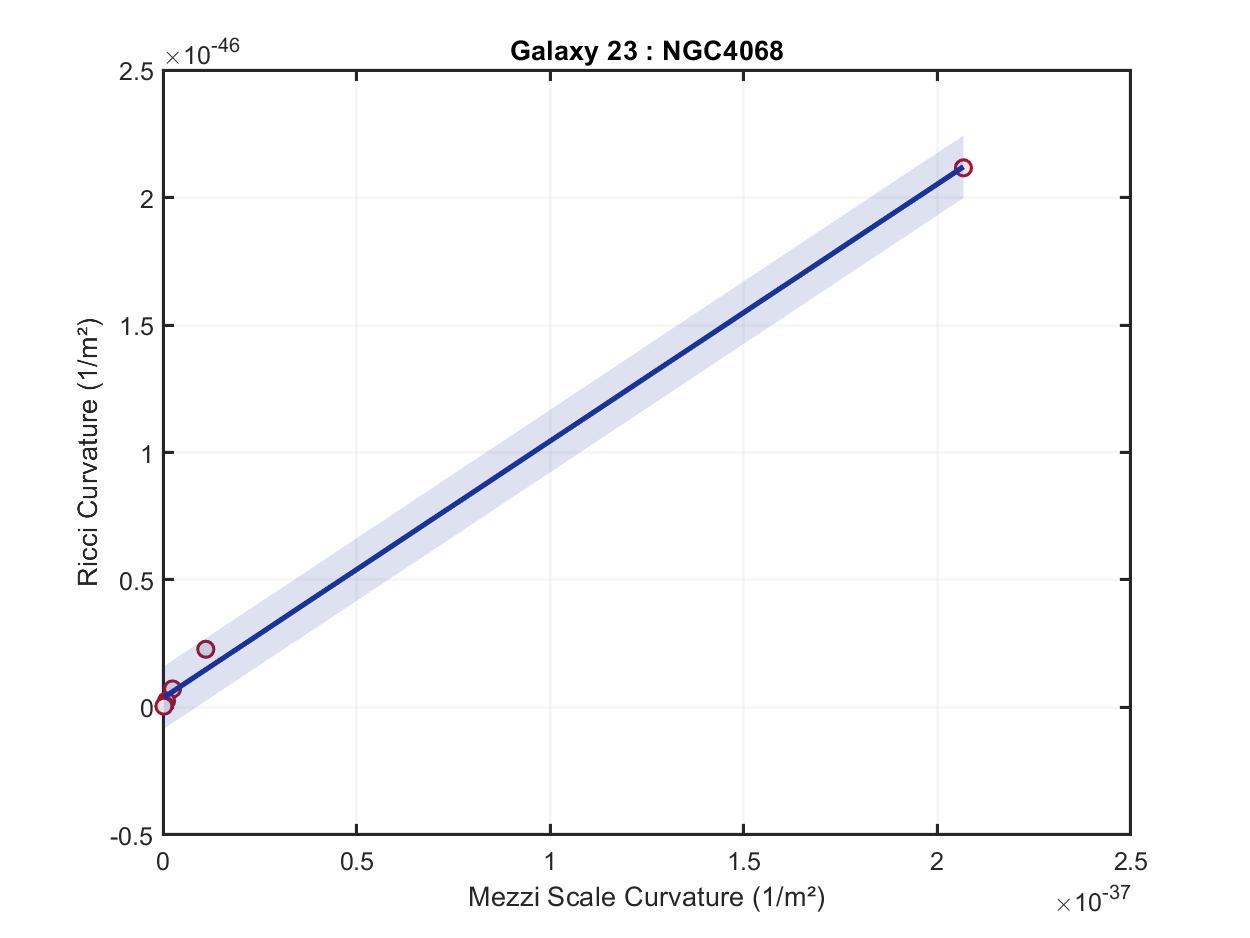 Galaxy 23 : NGC4068
×10⁻⁴⁶
2.5
2
1.5
1
0.5
0
-0.5
Ricci Curvature (1/m²)
0 0.5 1 1.5 2 2.5
Mezzi Scale Curvature (1/m²)
×10⁻³⁷